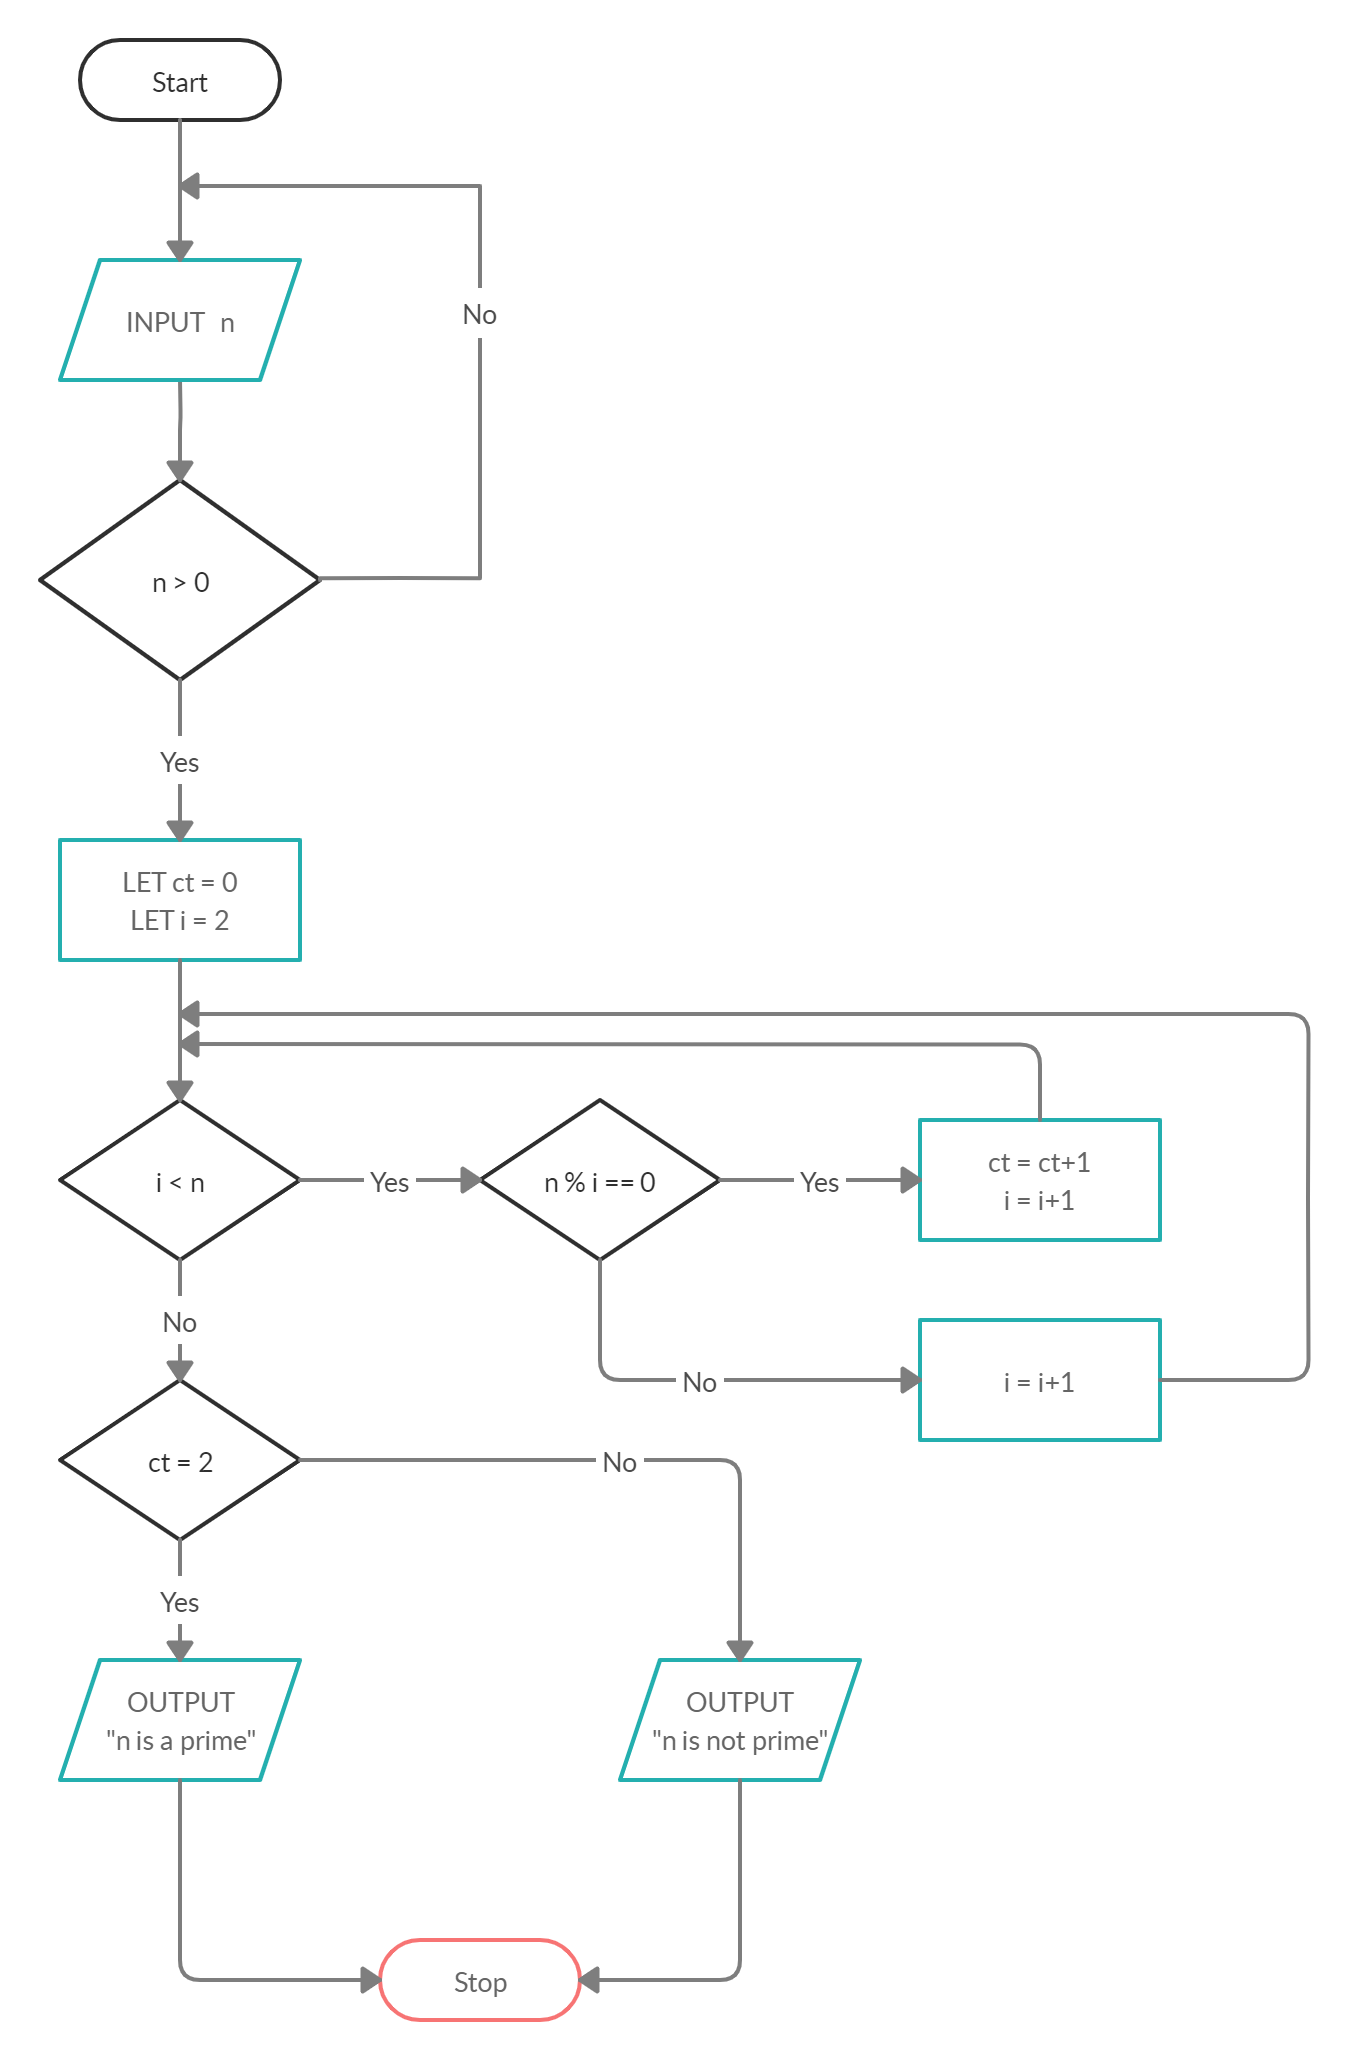 Start
No
INPUT  n
n > 0
Yes
LET ct = 0
LET i = 2
i < n
Yes
n % i == 0
Yes
ct = ct+1
i = i+1
No
No
i = i+1
ct = 2
No
Yes
OUTPUT
"n is a prime"
OUTPUT
"n is not prime"
Stop